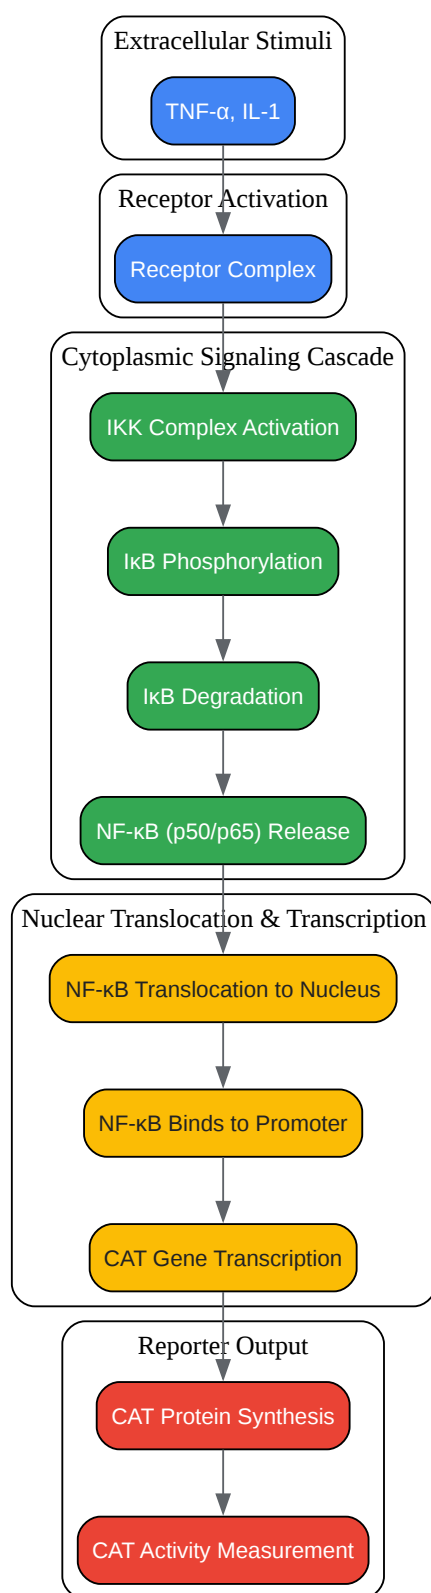 Extracellular Stimuli
TNF-α, IL-1
Receptor Activation
Receptor Complex
Cytoplasmic Signaling Cascade
IKK Complex Activation
IκB Phosphorylation
IκB Degradation
NF-κB (p50/p65) Release
Nuclear Translocation & Transcription
NF-κB Translocation to Nucleus
NF-κB Binds to Promoter
CAT Gene Transcription
Reporter Output
CAT Protein Synthesis
CAT Activity Measurement